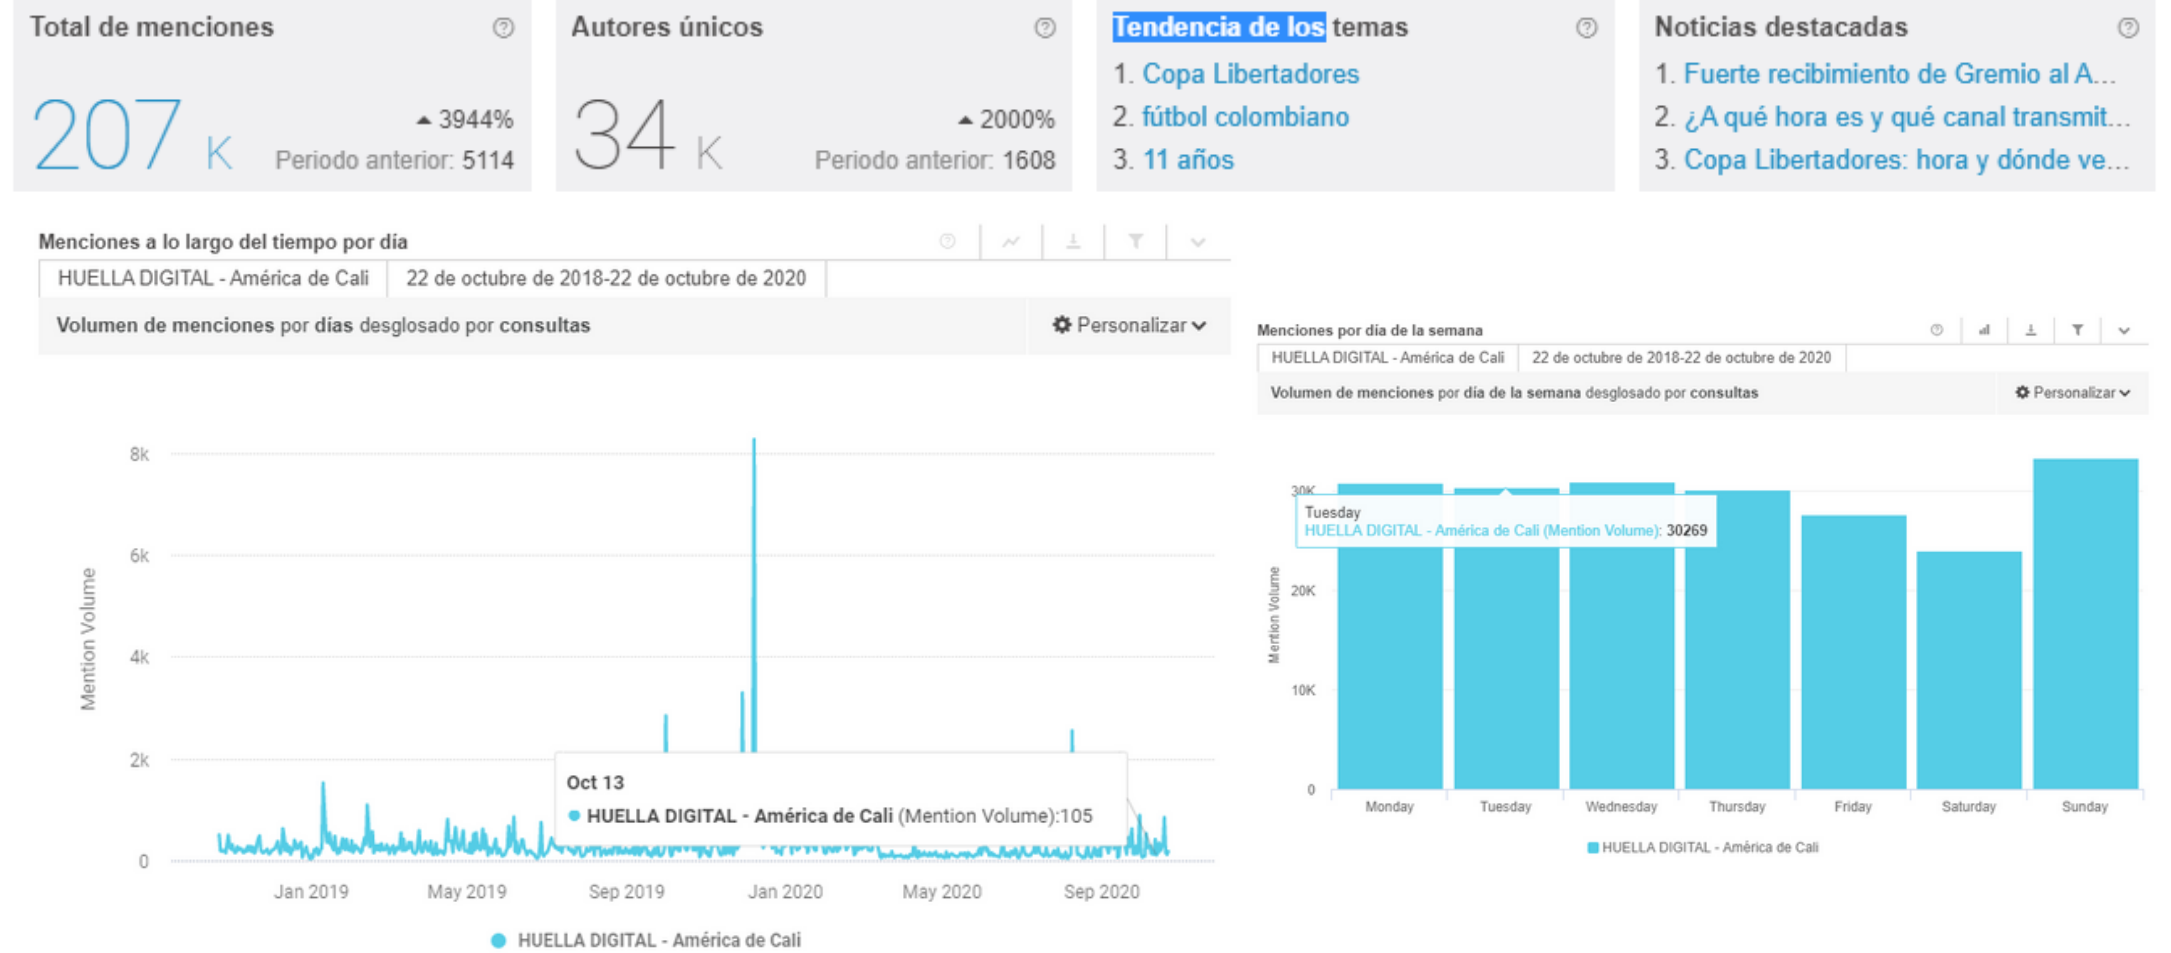 Total de menciones
207 K
▲ 3944%
Periodo anterior: 5114
Autores únicos
34 K
▲ 2000%
Periodo anterior: 1608
Tendencia de los temas
1. Copa Libertadores
2. fútbol colombiano
3. 11 años
Noticias destacadas
1. Fuerte recibimiento de Gremio al A...
2. ¿A qué hora es y qué canal transmit...
3. Copa Libertadores: hora y dónde ve...
Menciones a lo largo del tiempo por día
HUELLA DIGITAL - América de Cali
22 de octubre de 2018-22 de octubre de 2020
Volumen de menciones por días desglosado por consultas
Personalizar
Mention Volume
8k
6k
4k
2k
0
Oct 13
HUELLA DIGITAL - América de Cali (Mention Volume):105
Jan 2019
May 2019
Sep 2019
Jan 2020
May 2020
Sep 2020
HUELLA DIGITAL - América de Cali
Menciones por día de la semana
HUELLA DIGITAL - América de Cali
22 de octubre de 2018-22 de octubre de 2020
Volumen de menciones por día de la semana desglosado por consultas
Personalizar
Mention Volume
30K
20K
10K
0
Tuesday
HUELLA DIGITAL - América de Cali (Mention Volume): 30269
Monday
Tuesday
Wednesday
Thursday
Friday
Saturday
Sunday
HUELLA DIGITAL - América de Cali